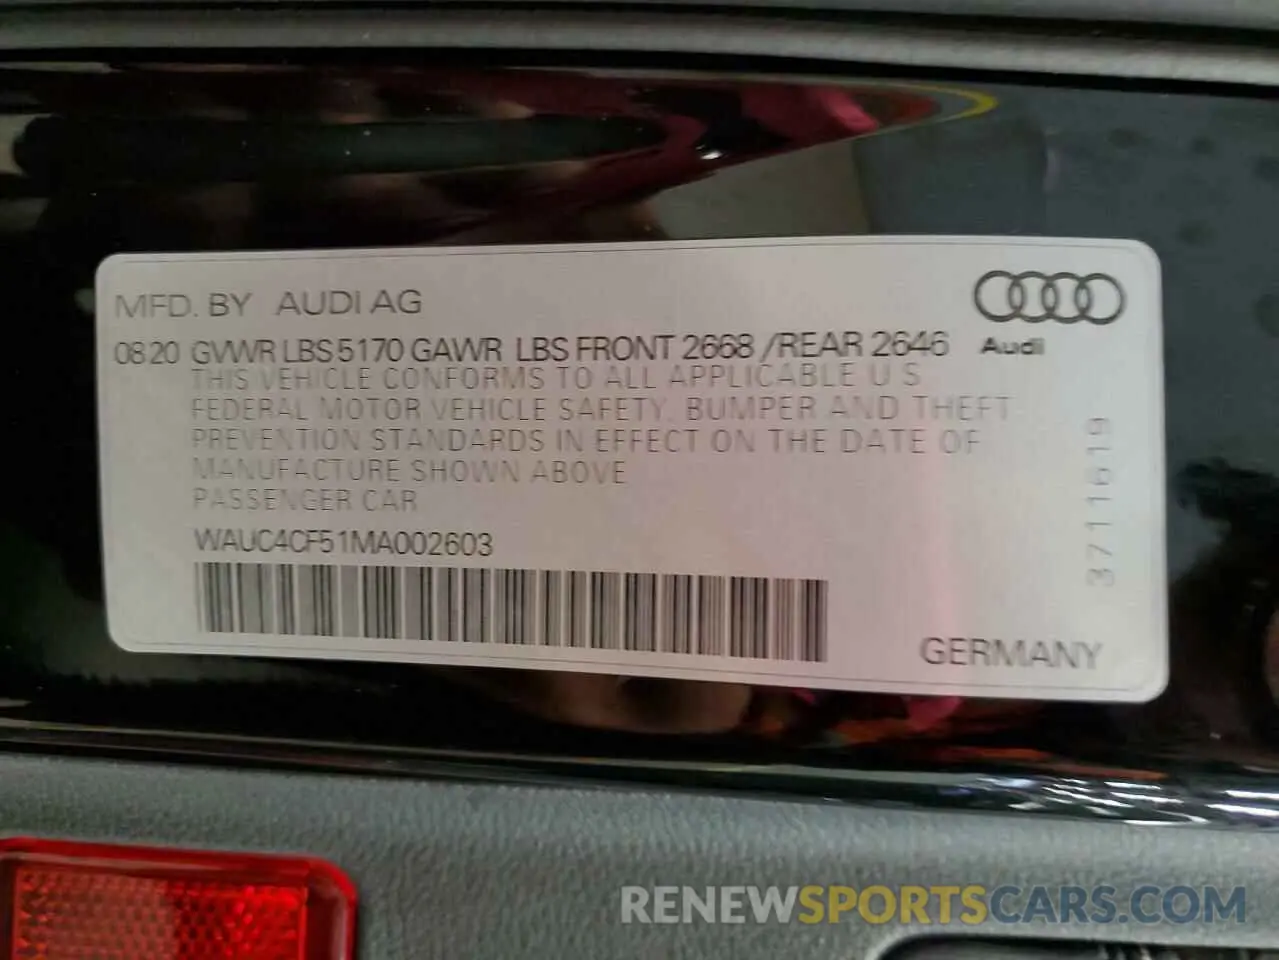 MFD. BY AUDI AG
Audi
08 20 GVWR LBS 5170 GAWR LBS FRONT 2668 /REAR 2646
THIS VEHICLE CONFORMS TO ALL APPLICABLE U S
FEDERAL MOTOR VEHICLE SAFETY, BUMPER AND THEFT
PREVENTION STANDARDS IN EFFECT ON THE DATE OF
MANUFACTURE SHOWN ABOVE
PASSENGER CAR
WAUC4CF51MA002603
3711619
GERMANY
RENEWSPORTSCARS.COM